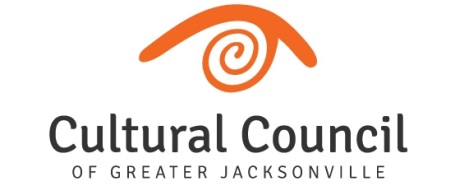 Cultural Council
OF GREATER JACKSONVILLE